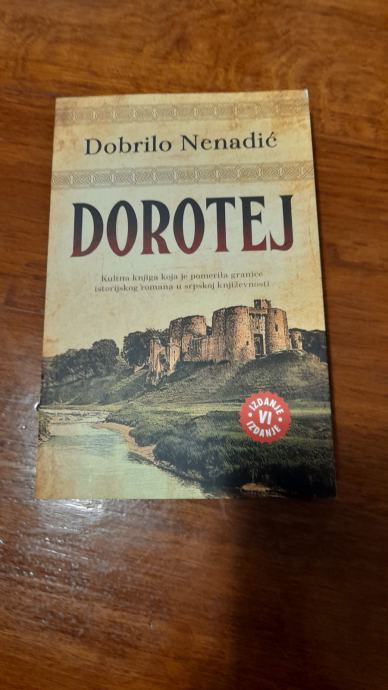 Dobrilo Nenadić
DOROTEJ
Kultna knjiga koja je pomerila granice
istorijskog romana u srpskoj književnosti
IZDANJE
VI
IZDANJE